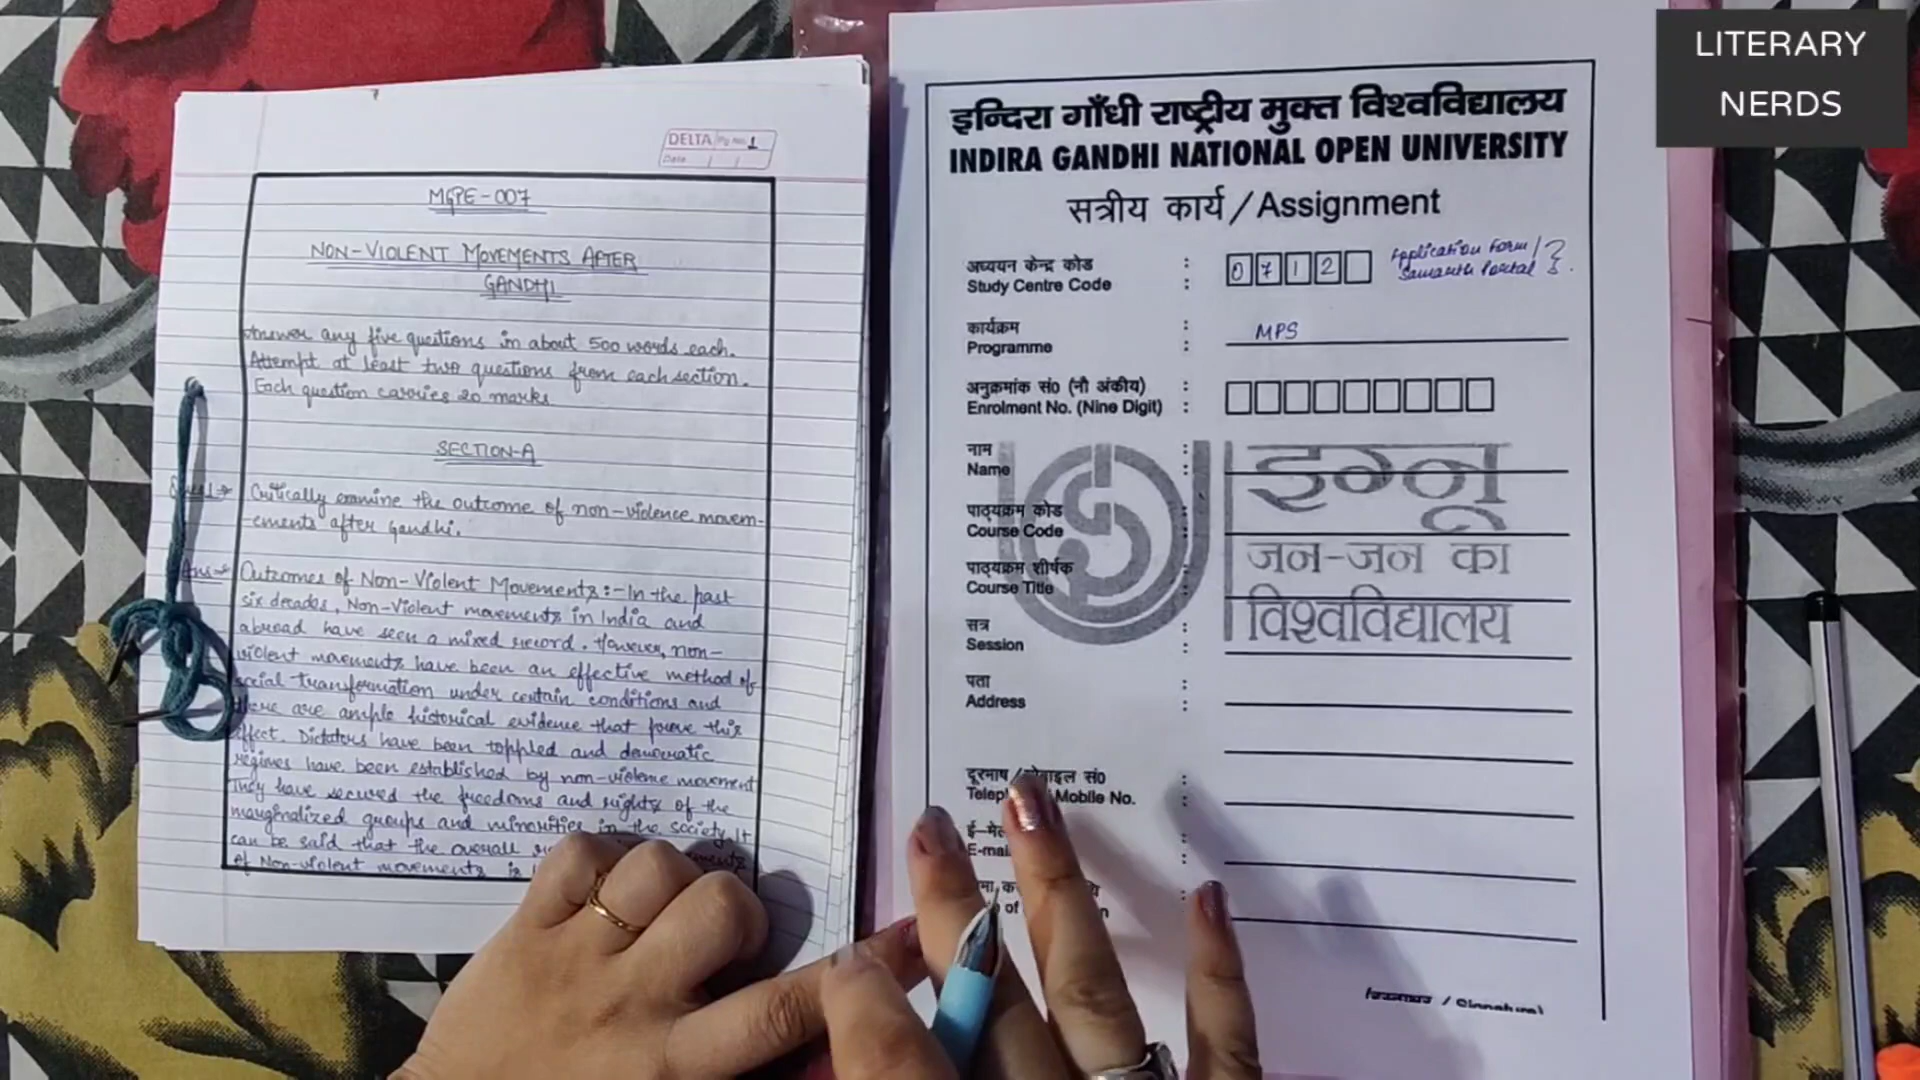 LITERARY
NERDS
DELTA Pg No. 1
Date
MGPE-007
NON-VIOLENT MOVEMENTS AFTER
GANDHI
Answer any five questions in about 500 words each.
Attempt at least two questions from each section.
Each question carries 20 marks.
SECTION-A
Critically examine the outcome of non-violence movem-
-ements after Gandhi.
Ans→ Outcomes of Non-Violent Movements:- In the past
six decades, Non-Violent movements in India and
abroad have seen a mixed record. However, non-
violent movements have been an effective method of
social transformation under certain conditions and
there are ample historical evidence that prove this
effect. Dictators have been toppled and democratic
regimes have been established by non-violence movement
They have secured the freedoms and rights of the
marginalized groups and minorities in the society. It
can be said that the overall
of Non-violent movements is
इन्दिरा गाँधी राष्ट्रीय मुक्त विश्वविद्यालय
INDIRA GANDHI NATIONAL OPEN UNIVERSITY
सत्रीय कार्य / Assignment
अध्ययन केन्द्र कोड
Study Centre Code : 0 7 1 2
Application Form /
Samarth Portal
कार्यक्रम
Programme : MPS
अनुक्रमांक सं० (नौ अंकीय)
Enrolment No. (Nine Digit) :
नाम
Name
पाठ्यक्रम कोड
Course Code
पाठ्यक्रम शीर्षक
Course Title
सत्र
Session
इग्नू
जन-जन का
विश्वविद्यालय
पता
Address
दूरभाष / मोबाइल सं०
Mobile No.
/ Signature)